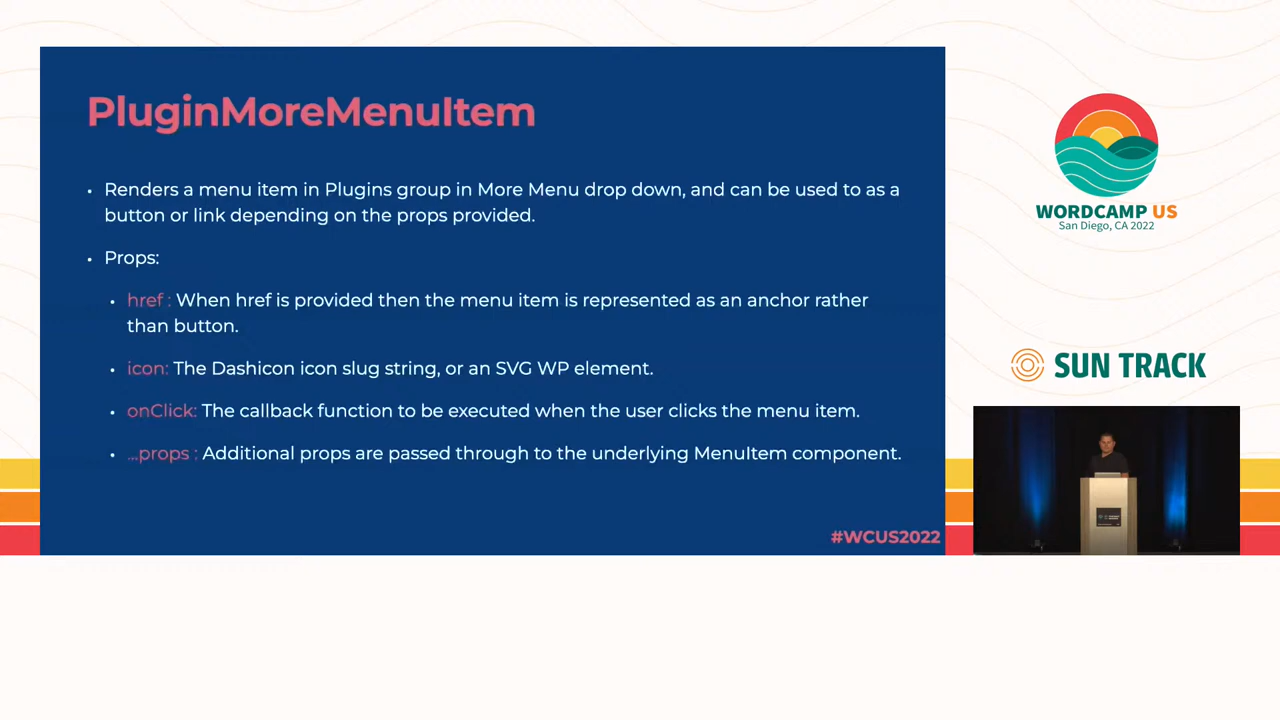 PluginMoreMenuItem
• Renders a menu item in Plugins group in More Menu drop down, and can be used to as a
button or link depending on the props provided.
• Props:
• href : When href is provided then the menu item is represented as an anchor rather
than button.
• icon: The Dashicon icon slug string, or an SVG WP element.
• onClick: The callback function to be executed when the user clicks the menu item.
• ...props : Additional props are passed through to the underlying MenuItem component.
#WCUS2022
WORDCAMP US
San Diego, CA 2022
SUN TRACK